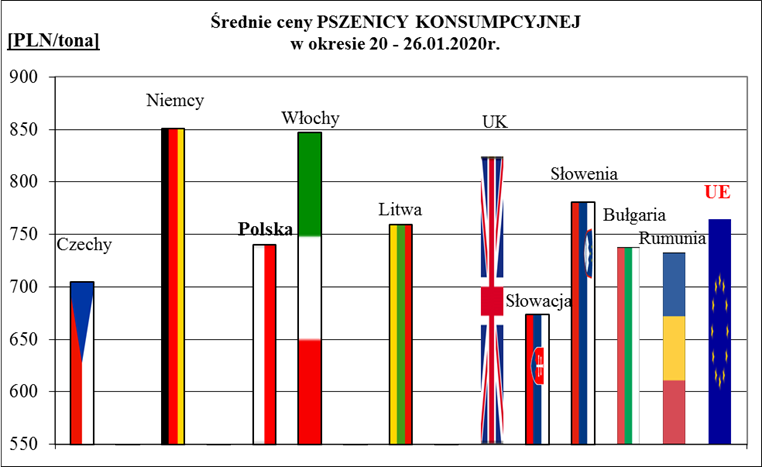 Średnie ceny PSZENICY KONSUMPCYJNEJ
w okresie 20 - 26.01.2020r.
[PLN/tona]
900
850
800
750
700
650
600
550
Czechy
Niemcy
Polska
Włochy
Litwa
UK
Słowacja
Słowenia
Bułgaria
Rumunia
UE